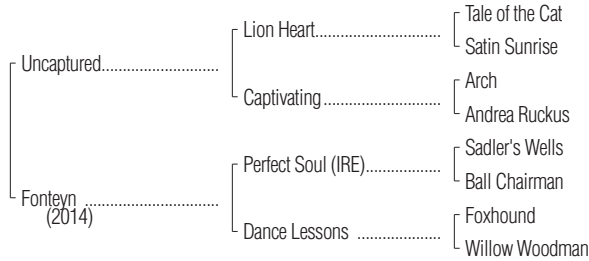 Tale of the Cat
Lion Heart
Satin Sunrise
Uncaptured
Arch
Captivating
Andrea Ruckus
Sadler's Wells
Perfect Soul (IRE)
Ball Chairman
Fonteyn
(2014)
Foxhound
Dance Lessons
Willow Woodman